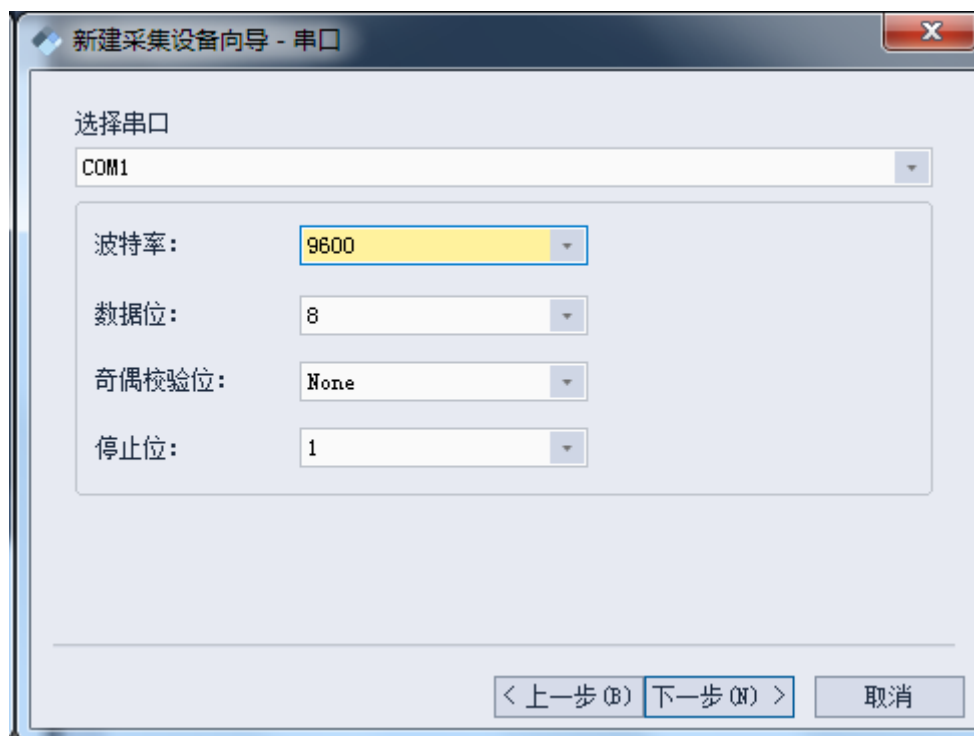 新建采集设备向导 - 串口
选择串口
COM1
波特率: 9600
数据位: 8
奇偶校验位: None
停止位: 1
< 上一步(B) 下一步(N) > 取消